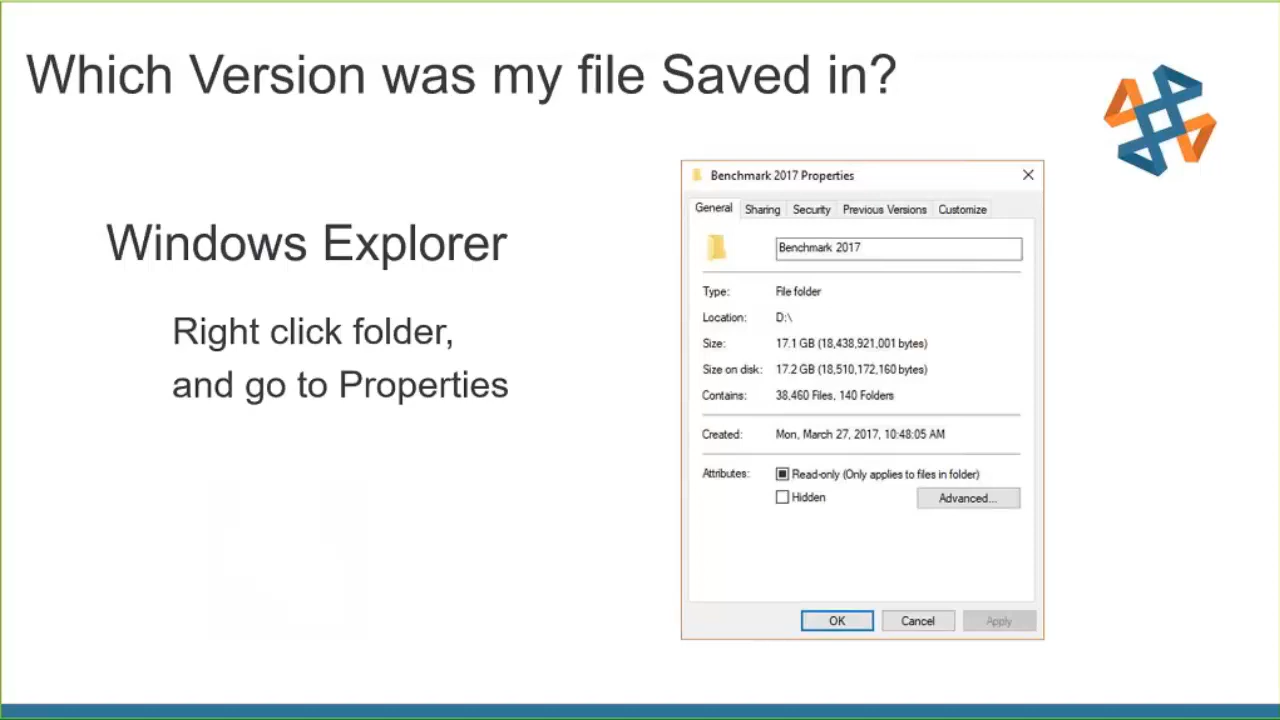 Which Version was my file Saved in?
Windows Explorer
Right click folder,
and go to Properties
Benchmark 2017 Properties
General Sharing Security Previous Versions Customize
Benchmark 2017
Type: File folder
Location: D:\
Size: 17.1 GB (18,438,921,001 bytes)
Size on disk: 17.2 GB (18,510,172,160 bytes)
Contains: 38,460 Files, 140 Folders
Created: Mon, March 27, 2017, 10:48:05 AM
Attributes: Read-only (Only applies to files in folder)
Hidden Advanced...
OK Cancel Apply